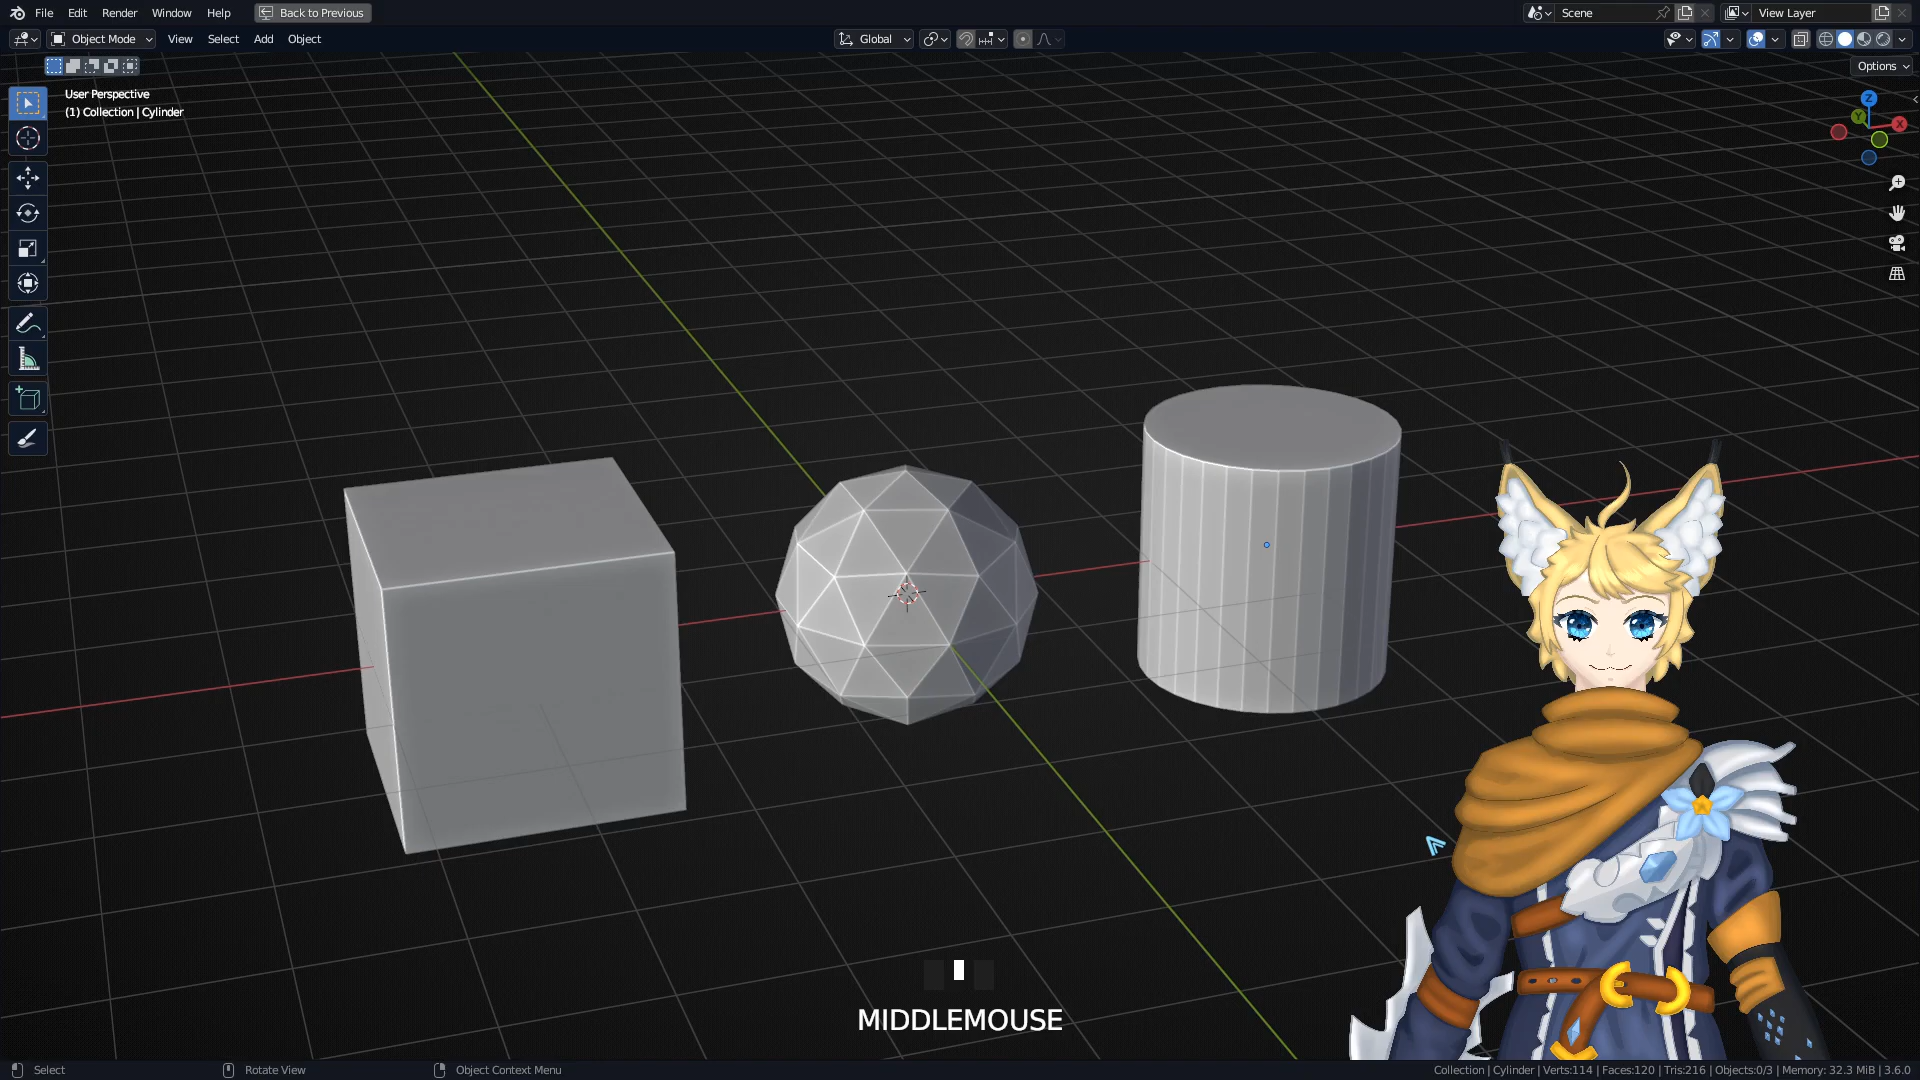 File Edit Render Window Help Back to Previous Scene View Layer
Object Mode View Select Add Object Global
Options
User Perspective
(1) Collection | Cylinder
Z
Y
X
MIDDLEMOUSE
Select Rotate View Object Context Menu Collection | Cylinder | Verts:114 | Faces:120 | Tris:216 | Objects:0/3 | Memory: 32.3 MiB | 3.6.0